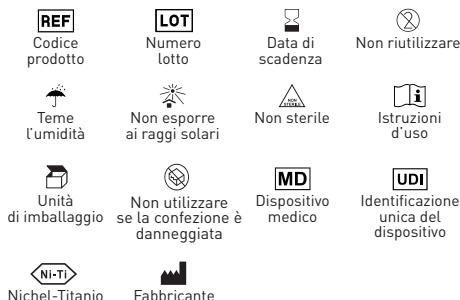 REF
LOT
Codice
prodotto
Numero
lotto
Data di
scadenza
Non riutilizzare
NON
STERILE
Teme
l'umidità
Non esporre
ai raggi solari
Non sterile
Istruzioni
d'uso
MD
UDI
Unità
di imballaggio
Non utilizzare
se la confezione è
danneggiata
Dispositivo
medico
Identificazione
unica del
dispositivo
Ni-Ti
Nichel-Titanio
Fabbricante